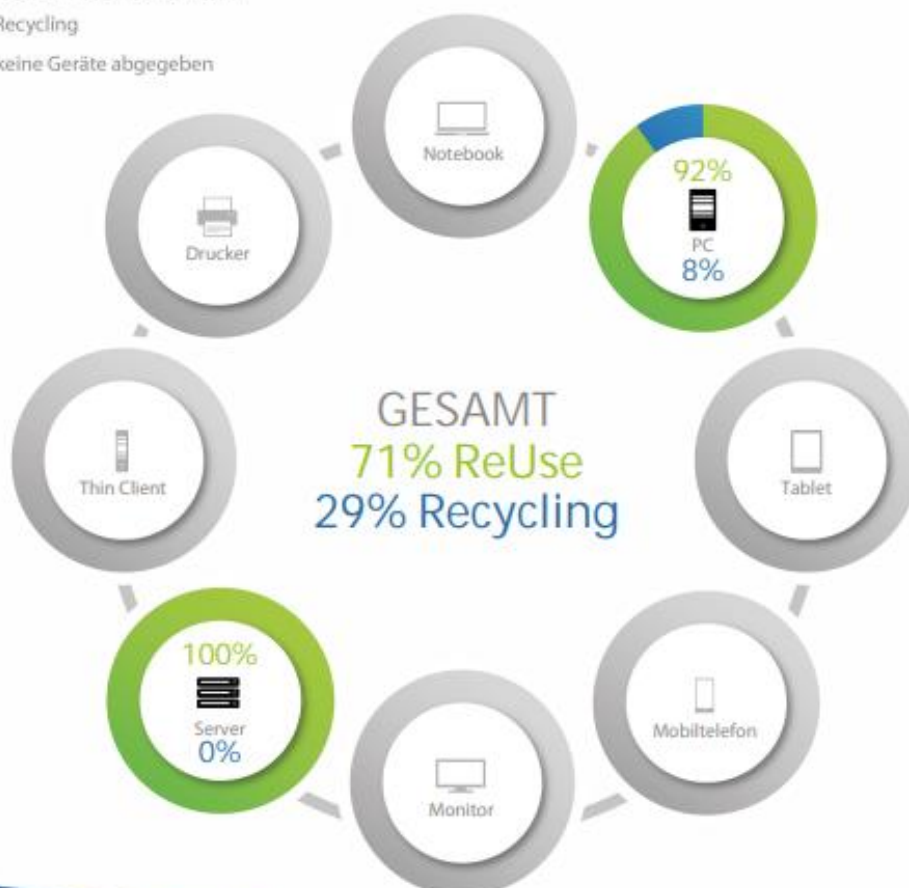 Recycling
keine Geräte abgegeben
Notebook
92%
PC
8%
Drucker
GESAMT
71% ReUse
29% Recycling
Thin Client
Tablet
100%
Server
0%
Mobiltelefon
Monitor